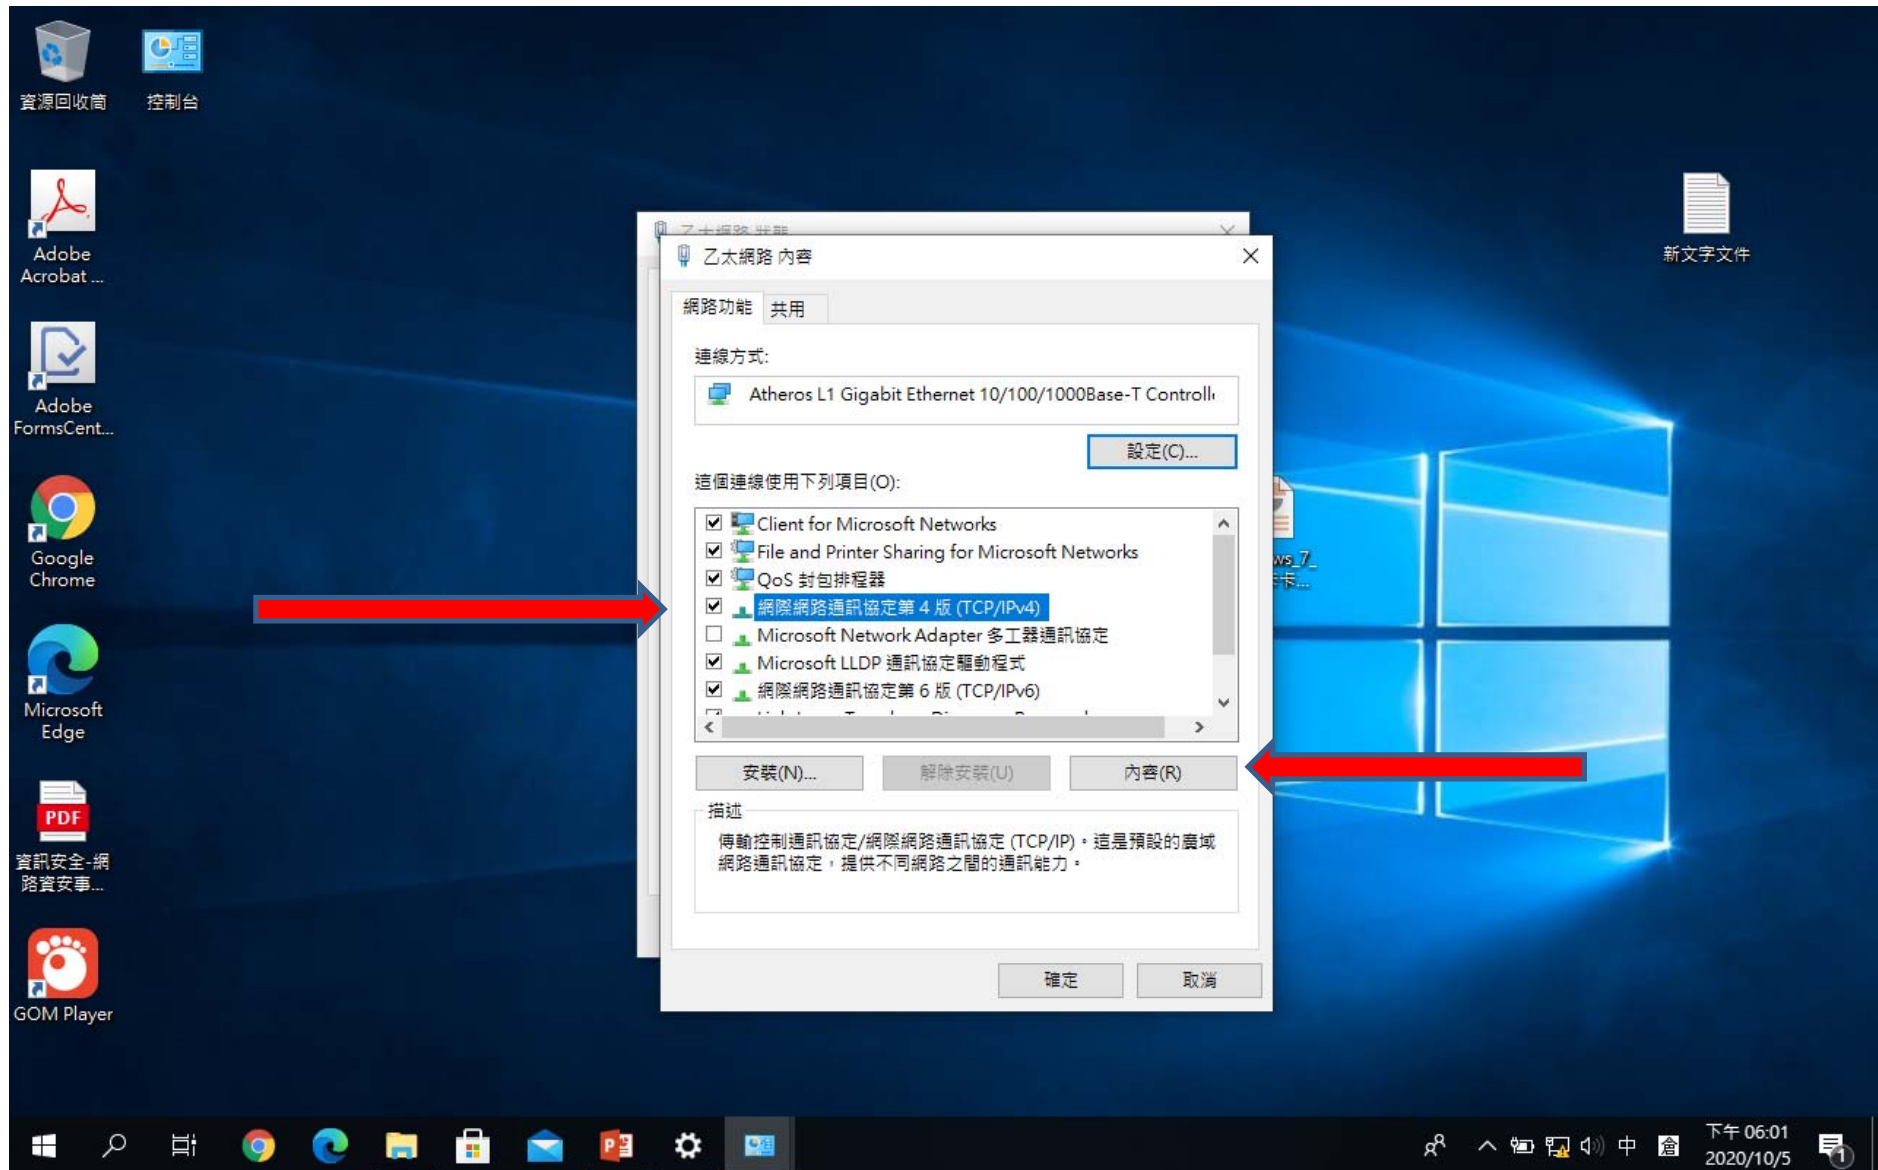 資源回收筒
控制台
Adobe
Acrobat ...
Adobe
FormsCent...
Google
Chrome
Microsoft
Edge
PDF
資訊安全-網
路資安事...
GOM Player
新文字文件
ws_7_
卡...
乙太網路 狀態
乙太網路 內容
網路功能
共用
連線方式:
Atheros L1 Gigabit Ethernet 10/100/1000Base-T Controll
設定(C)...
這個連線使用下列項目(O):
Client for Microsoft Networks
File and Printer Sharing for Microsoft Networks
QoS 封包排程器
網際網路通訊協定第 4 版 (TCP/IPv4)
Microsoft Network Adapter 多工器通訊協定
Microsoft LLDP 通訊協定驅動程式
網際網路通訊協定第 6 版 (TCP/IPv6)
安裝(N)...
解除安裝(U)
內容(R)
描述
傳輸控制通訊協定/網際網路通訊協定 (TCP/IP)。這是預設的廣域
網路通訊協定，提供不同網路之間的通訊能力。
確定
取消
中
倉
下午 06:01
2020/10/5
1